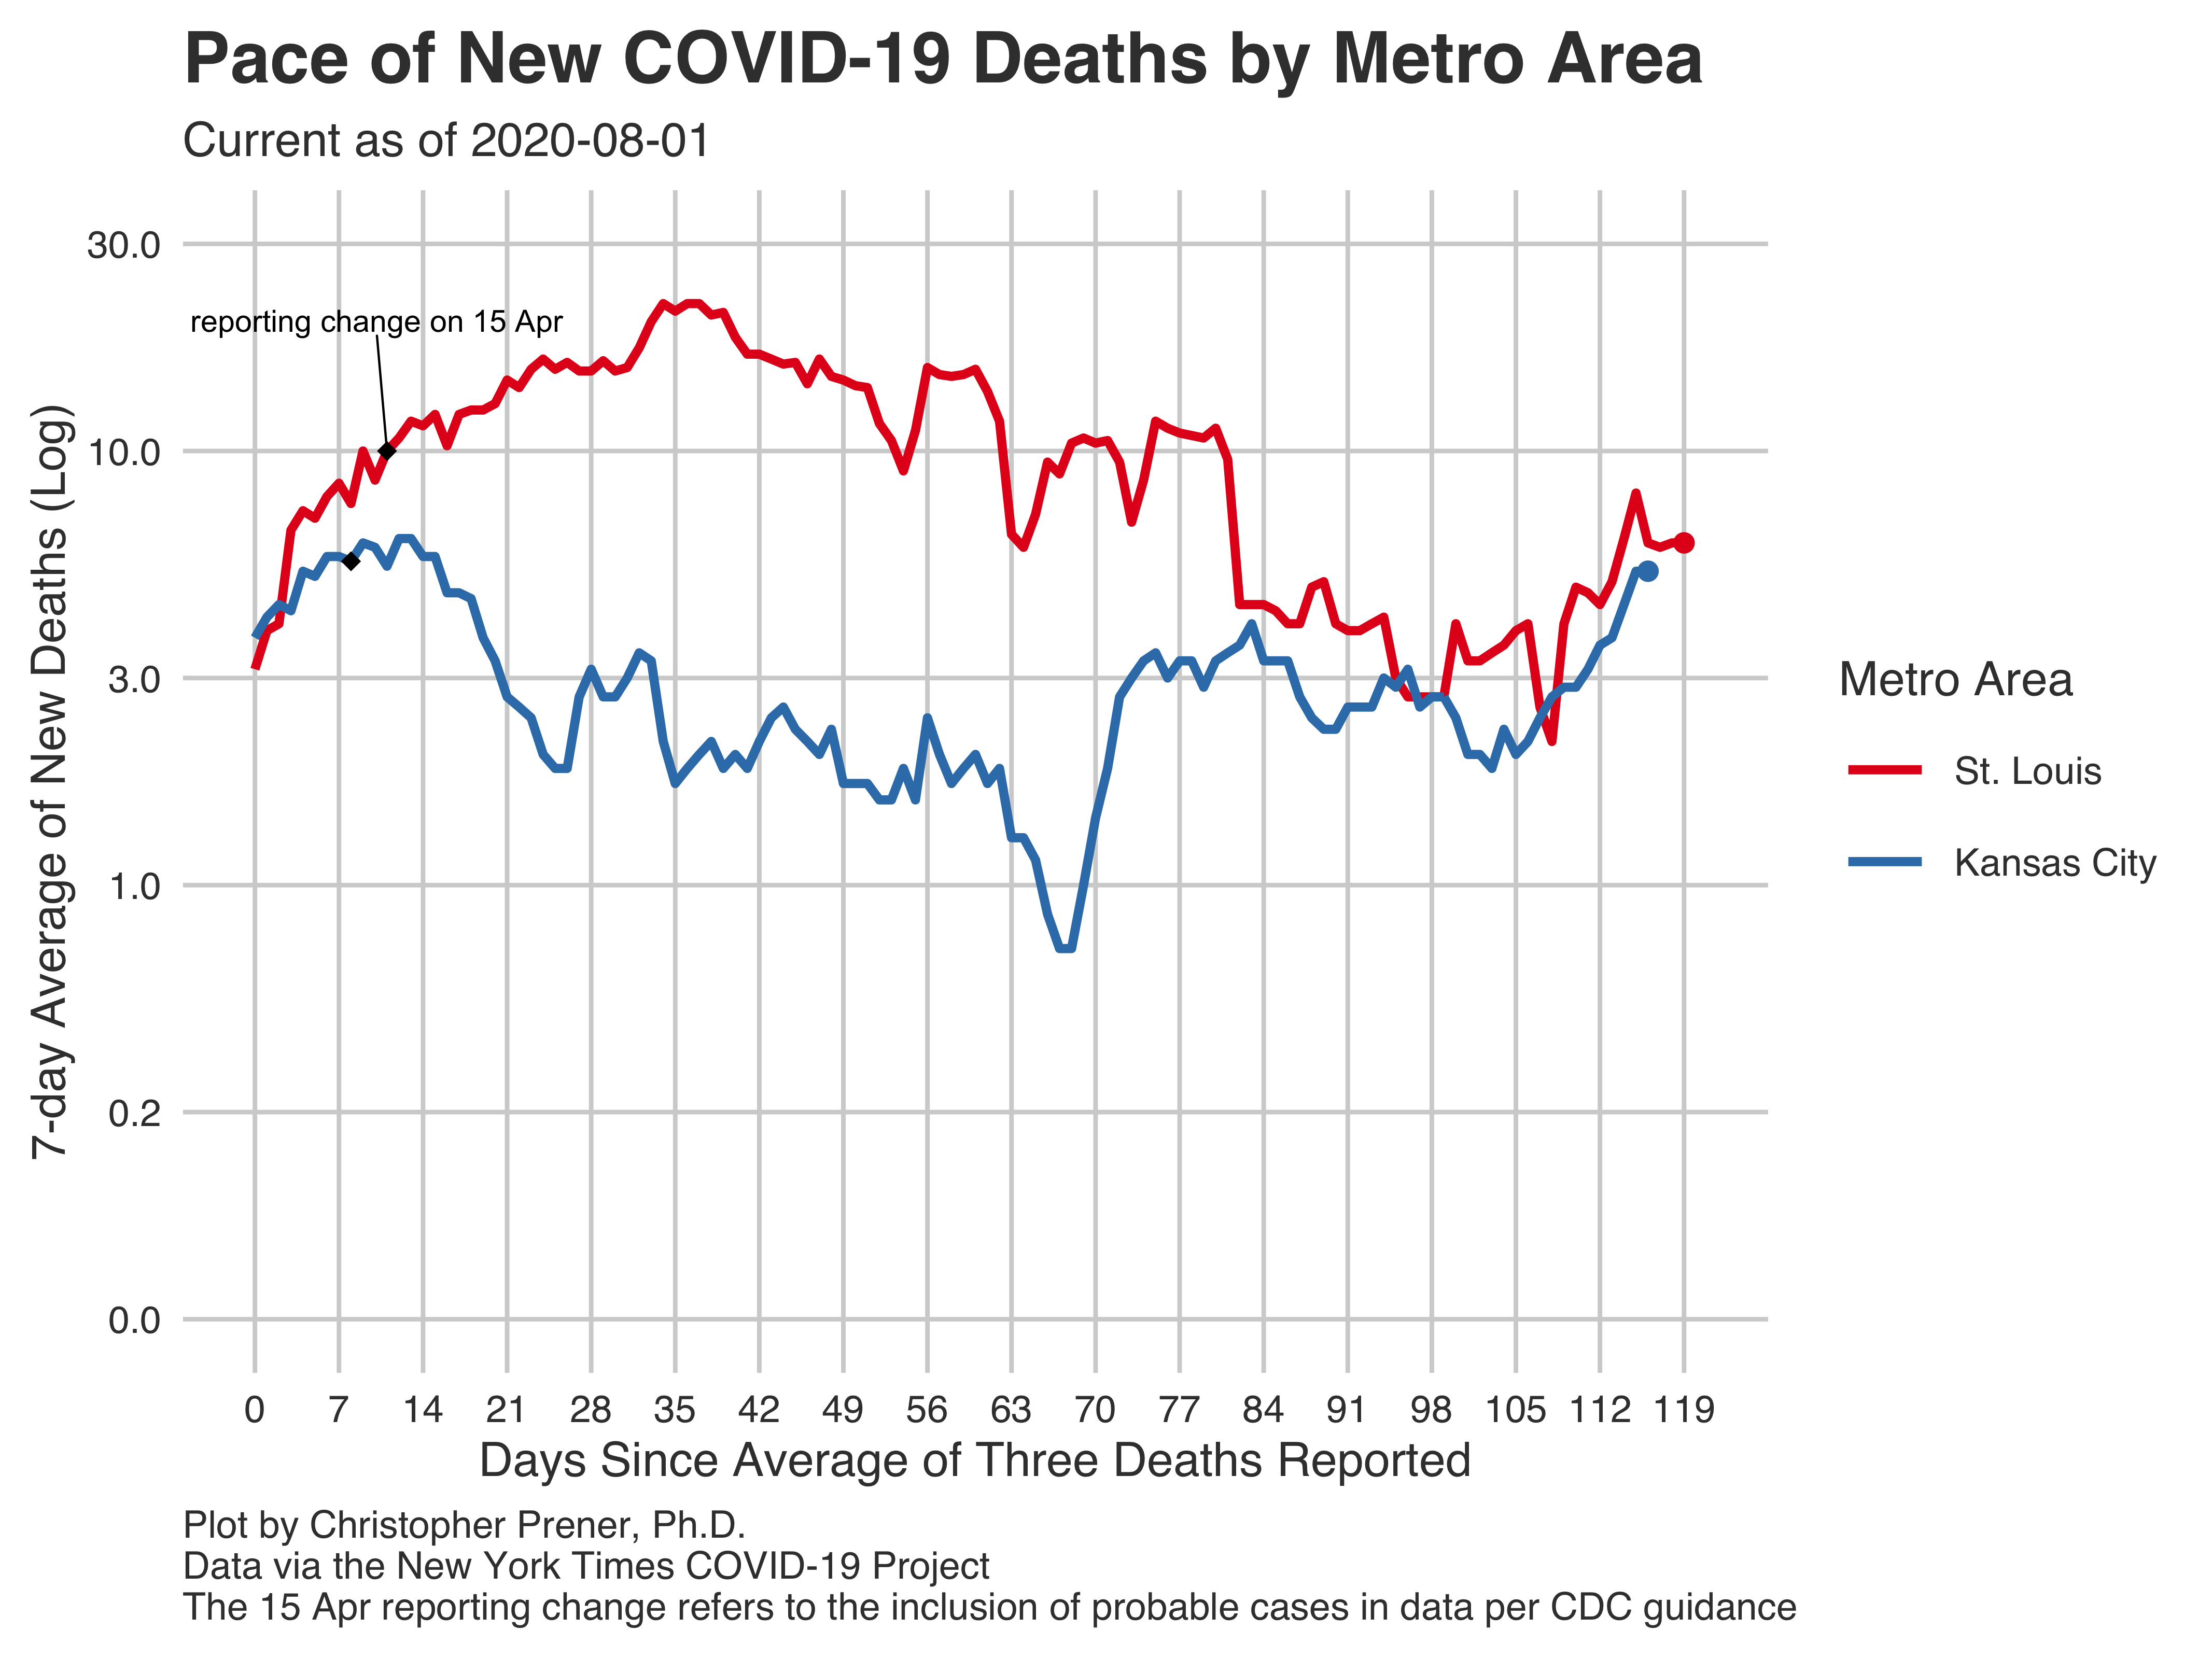 Pace of New COVID-19 Deaths by Metro Area
Current as of 2020-08-01
30.0
reporting change on 15 Apr
10.0
3.0
1.0
0.2
0.0
7-day Average of New Deaths (Log)
Metro Area
St. Louis
Kansas City
0 7 14 21 28 35 42 49 56 63 70 77 84 91 98 105 112 119
Days Since Average of Three Deaths Reported
Plot by Christopher Prener, Ph.D.
Data via the New York Times COVID-19 Project
The 15 Apr reporting change refers to the inclusion of probable cases in data per CDC guidance